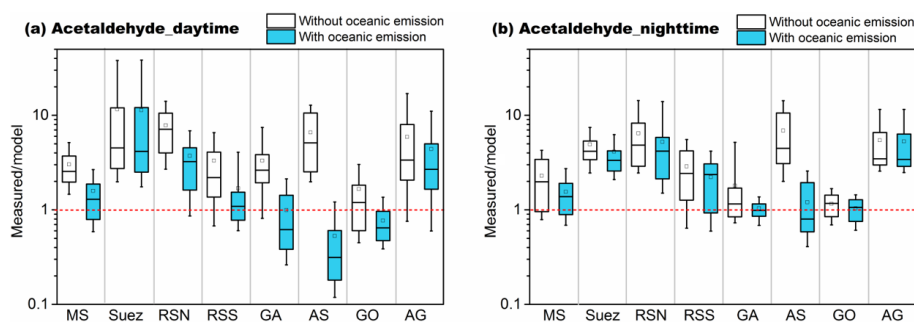 (a) Acetaldehyde_daytime
Without oceanic emission
With oceanic emission
Measured/model
10
1
0.1
MS Suez RSN RSS GA AS GO AG
(b) Acetaldehyde_nighttime
Without oceanic emission
With oceanic emission
Measured/model
10
1
0.1
MS Suez RSN RSS GA AS GO AG